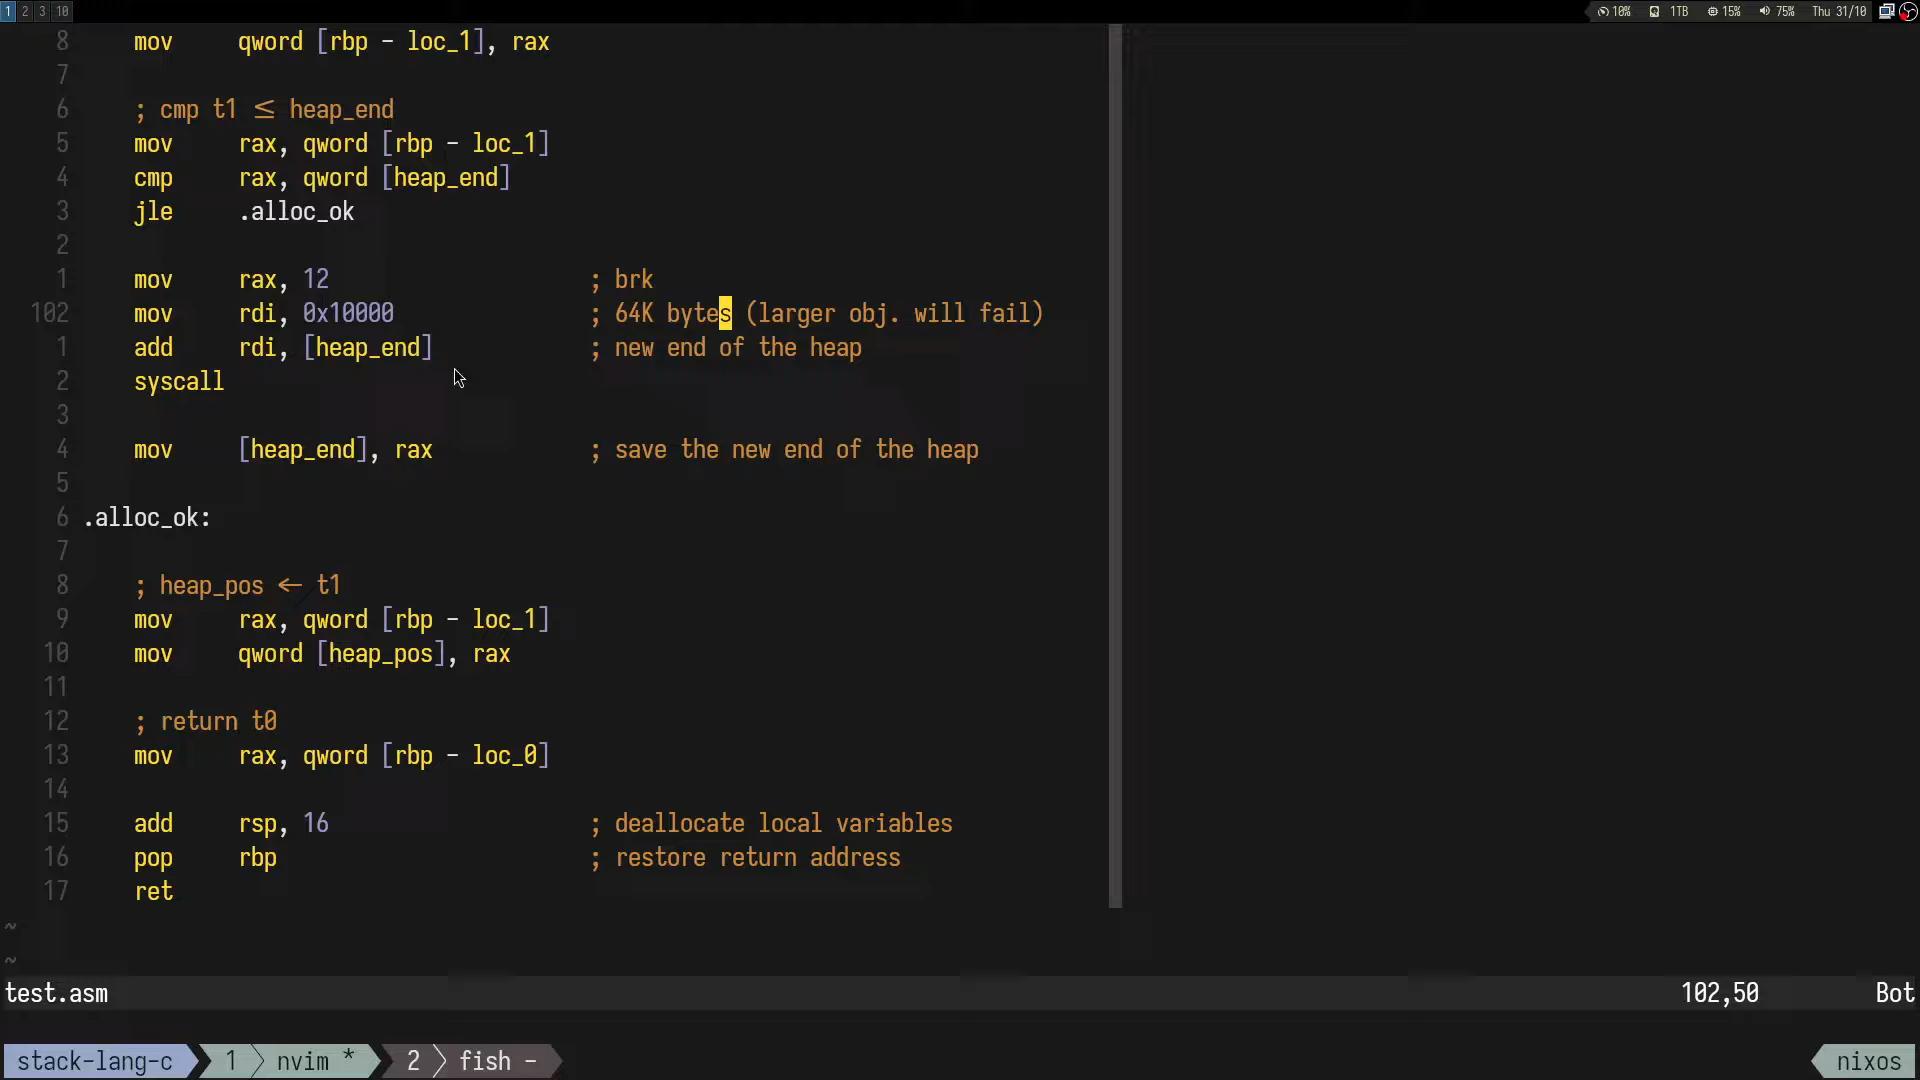 1 2 3 10 10% 1TB 15% 75% Thu 31/10
8 mov qword [rbp - loc_1], rax
7
6 ; cmp t1 ≤ heap_end
5 mov rax, qword [rbp - loc_1]
4 cmp rax, qword [heap_end]
3 jle .alloc_ok
2
1 mov rax, 12 ; brk
102 mov rdi, 0x10000 ; 64K bytes (larger obj. will fail)
1 add rdi, [heap_end] ; new end of the heap
2 syscall
3
4 mov [heap_end], rax ; save the new end of the heap
5
6 .alloc_ok:
7
8 ; heap_pos ← t1
9 mov rax, qword [rbp - loc_1]
10 mov qword [heap_pos], rax
11
12 ; return t0
13 mov rax, qword [rbp - loc_0]
14
15 add rsp, 16 ; deallocate local variables
16 pop rbp ; restore return address
17 ret
~
~
test.asm 102,50 Bot
stack-lang-c 1 nvim * 2 fish - nixos